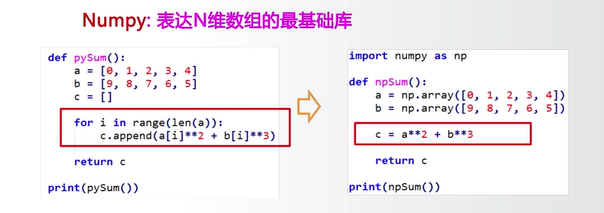 Numpy: 表达N维数组的最基础库
def pySum():
    a = [0, 1, 2, 3, 4]
    b = [9, 8, 7, 6, 5]
    c = []
    for i in range(len(a)):
        c.append(a[i]**2 + b[i]**3)
    return c
print(pySum())
import numpy as np
def npSum():
    a = np.array([0, 1, 2, 3, 4])
    b = np.array([9, 8, 7, 6, 5])
    c = a**2 + b**3
    return c
print(npSum())